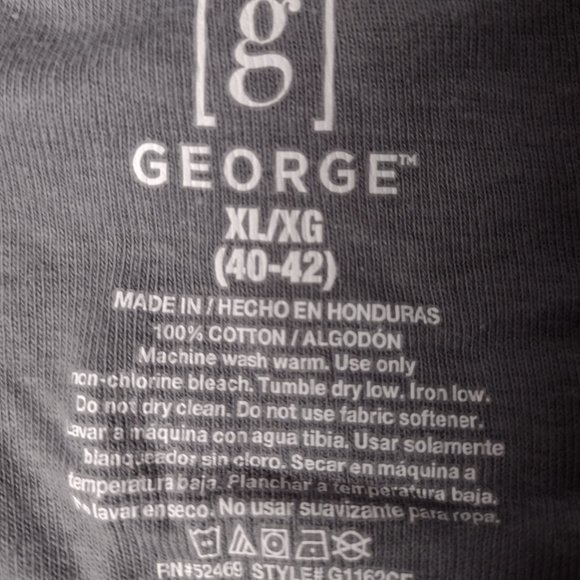 g
GEORGE™
XL/XG
(40-42)
MADE IN / HECHO EN HONDURAS
100% COTTON / ALGODÓN
Machine wash warm. Use only
non-chlorine bleach. Tumble dry low. Iron low.
Do not dry clean. Do not use fabric softener.
Lavar a máquina con agua tibia. Usar solamente
blanqueador sin cloro. Secar en máquina a
temperatura baja. Planchar a temperatura baja.
lavar en seco. No usar suavizante para ropa.
RN#52469 STYLE#